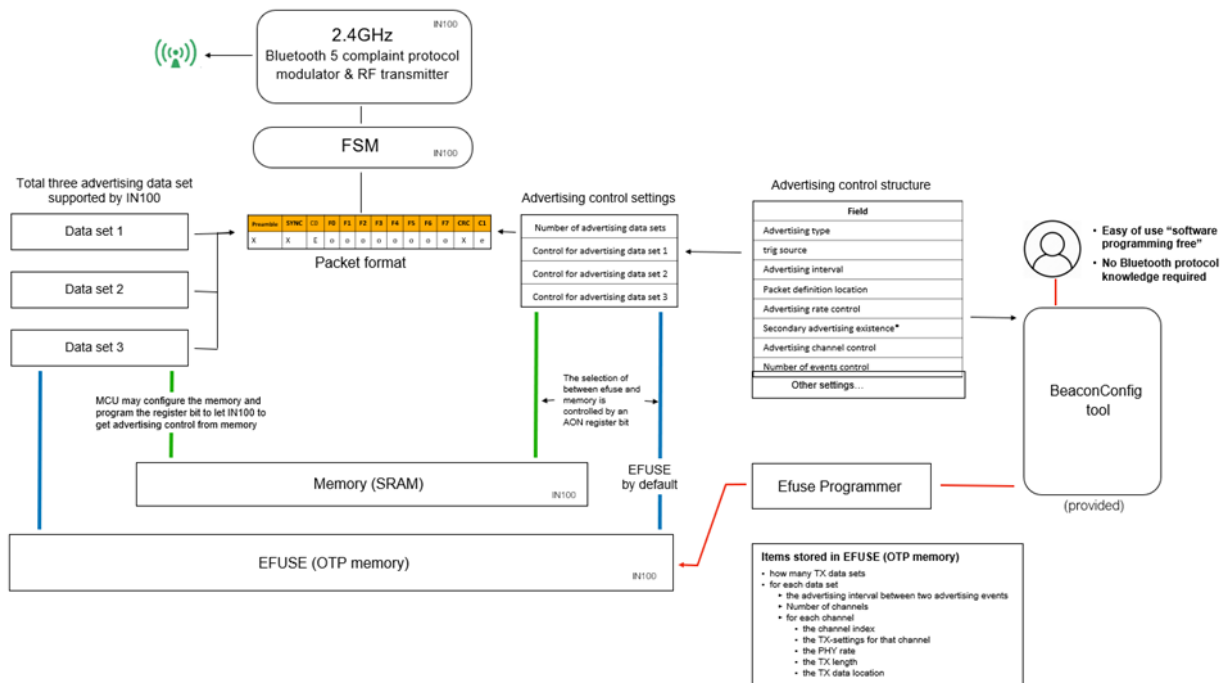 IN100
2.4GHz
Bluetooth 5 complaint protocol
modulator & RF transmitter
FSM
IN100
Total three advertising data set
supported by IN100
Data set 1
Data set 2
Data set 3
Preamble SYNC C0 F0 F1 F2 F3 F4 F5 F6 F7 CRC C1
X X E o o o o o o o o X e
Packet format
Advertising control settings
Number of advertising data sets
Control for advertising data set 1
Control for advertising data set 2
Control for advertising data set 3
Advertising control structure
Field
Advertising type
trig source
Advertising interval
Packet definition location
Advertising rate control
Secondary advertising existence*
Advertising channel control
Number of events control
Other settings...
• Easy of use “software
programming free”
• No Bluetooth protocol
knowledge required
MCU may configure the memory and
program the register bit to let IN100 to
get advertising control from memory
The selection of
between efuse and
memory is
controlled by an
AON register bit
BeaconConfig
tool
(provided)
Memory (SRAM)
IN100
EFUSE
by default
Efuse Programmer
EFUSE (OTP memory)
IN100
Items stored in EFUSE (OTP memory)
• how many TX data sets
• for each data set
▸ the advertising interval between two advertising events
▸ Number of channels
▸ for each channel
• the channel index
• the TX-settings for that channel
• the PHY rate
• the TX length
• the TX data location